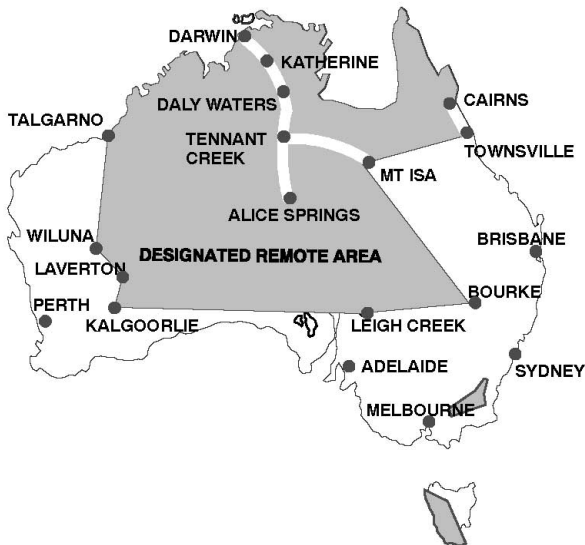 DARWIN
KATHERINE
DALY WATERS
CAIRNS
TALGARNO
TENNANT
CREEK
TOWNSVILLE
MT ISA
ALICE SPRINGS
WILUNA
DESIGNATED REMOTE AREA
BRISBANE
LAVERTON
PERTH
KALGOORLIE
LEIGH CREEK
BOURKE
ADELAIDE
SYDNEY
MELBOURNE